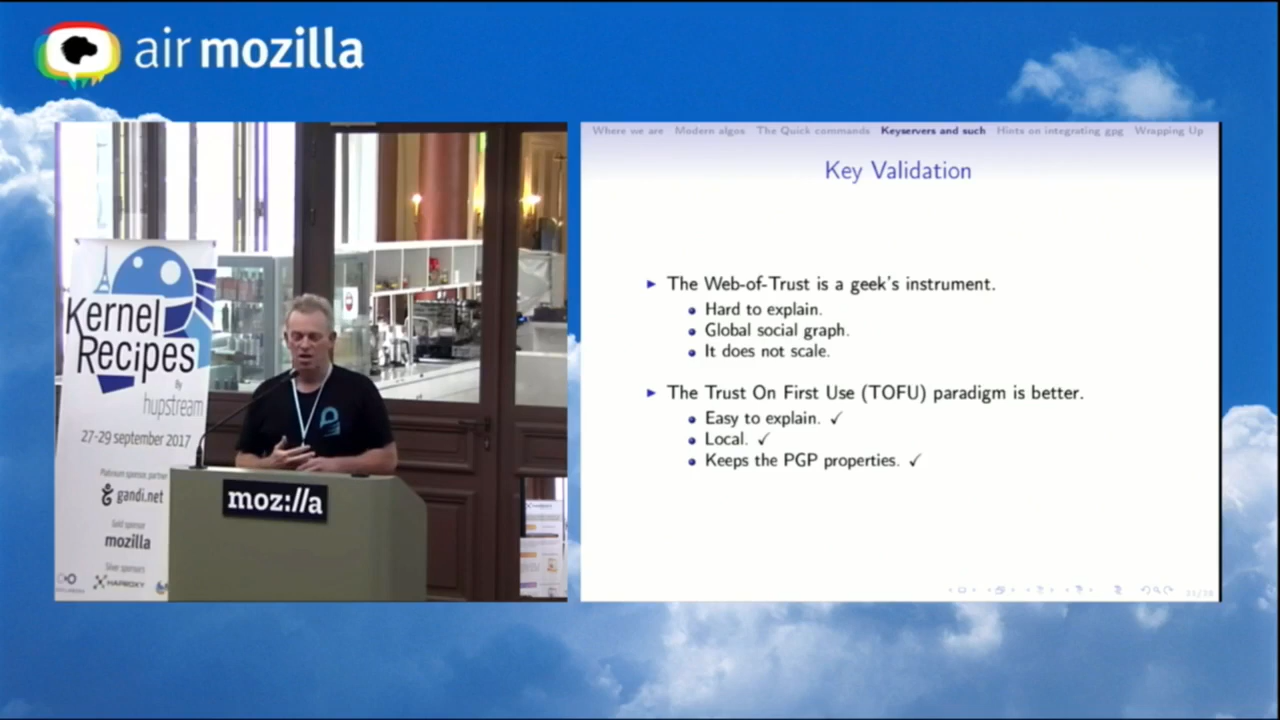 air mozilla
Kernel
Recipes
By
hupstream
27-29 september 2017
Platinum sponsor partner
gandi.net
Gold sponsor
mozilla
Silver sponsors
HAPROXY
moz://a
Where we are Modern algos The Quick commands Keyservers and such Hints on integrating gpg Wrapping Up
Key Validation
The Web-of-Trust is a geek's instrument.
Hard to explain.
Global social graph.
It does not scale.
The Trust On First Use (TOFU) paradigm is better.
Easy to explain. ✓
Local. ✓
Keeps the PGP properties. ✓